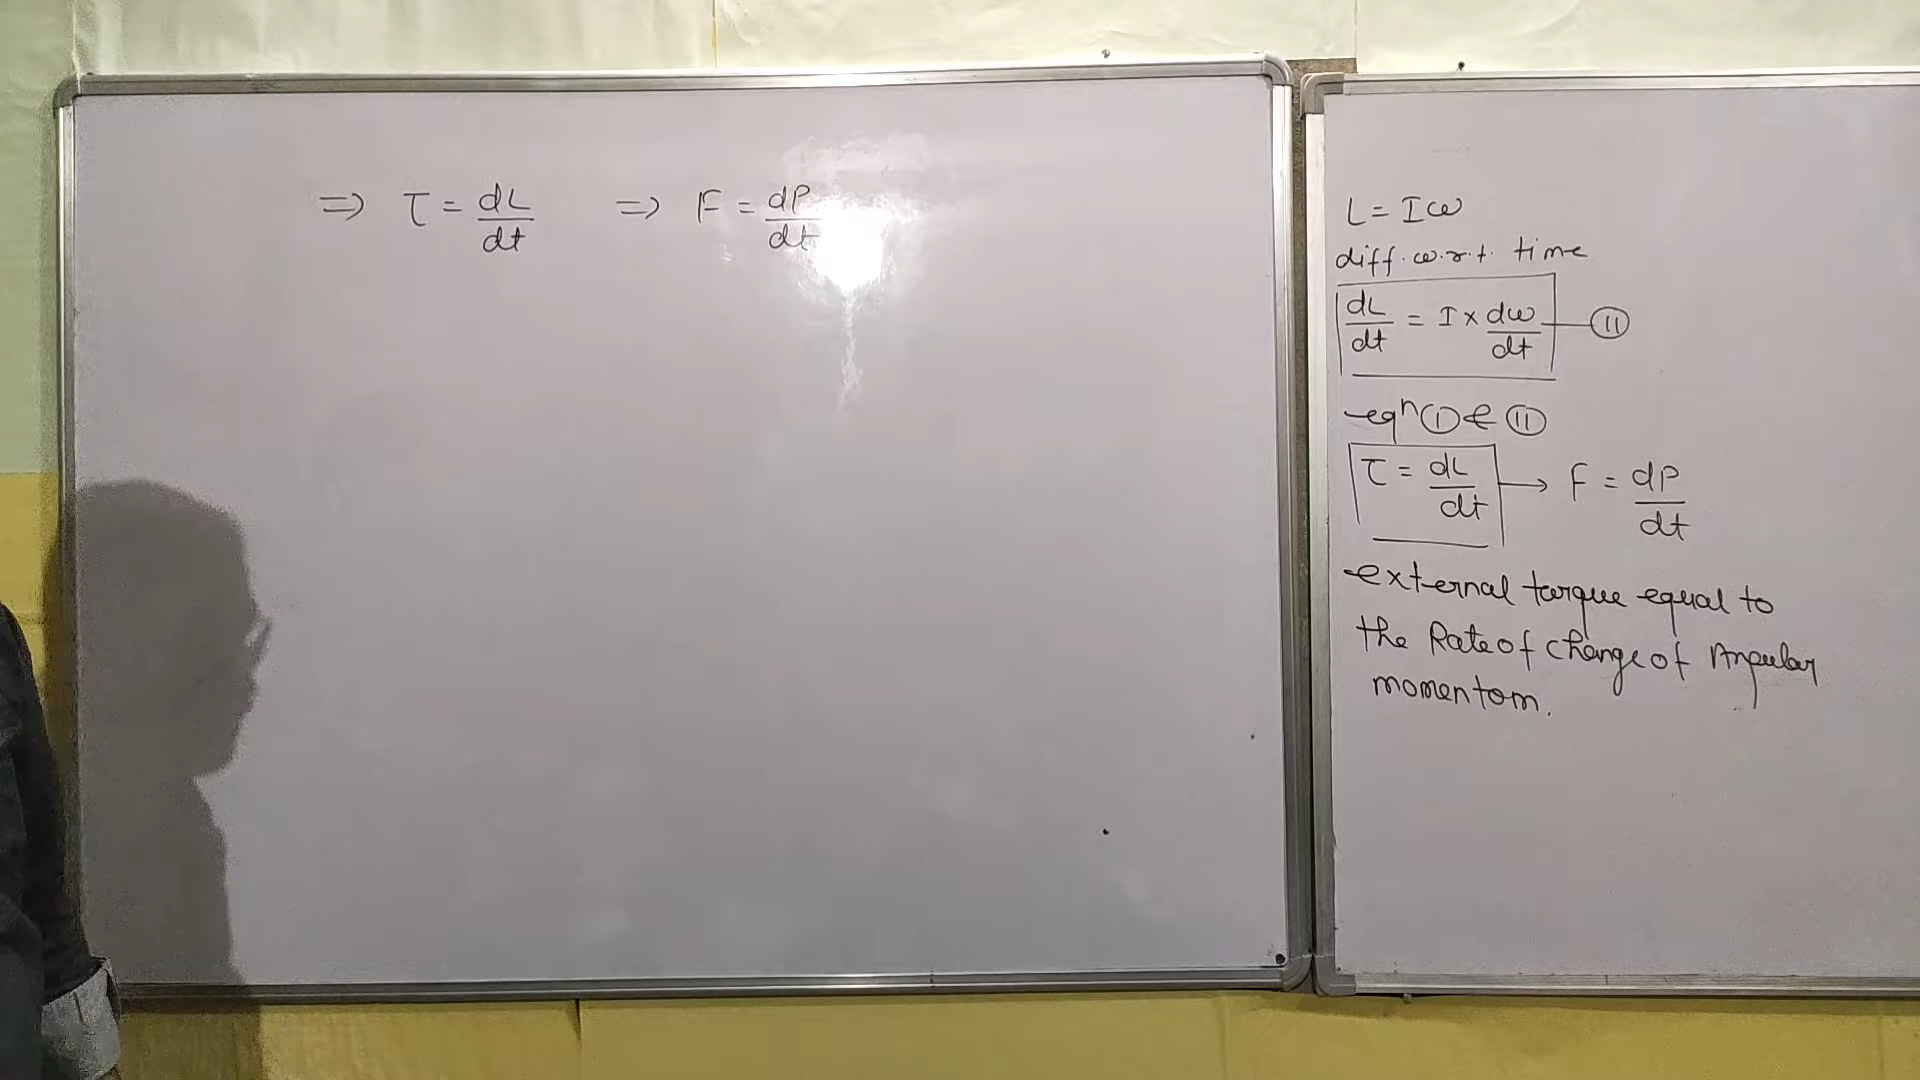 ⇒ τ = dL/dt ⇒ F = dP/dt
L = Iω
diff. w.r.t. time
dL/dt = I × dω/dt — (II)
eqⁿ (I) & (II)
τ = dL/dt → F = dP/dt
external torque equal to
the Rate of change of Angular
momentom.